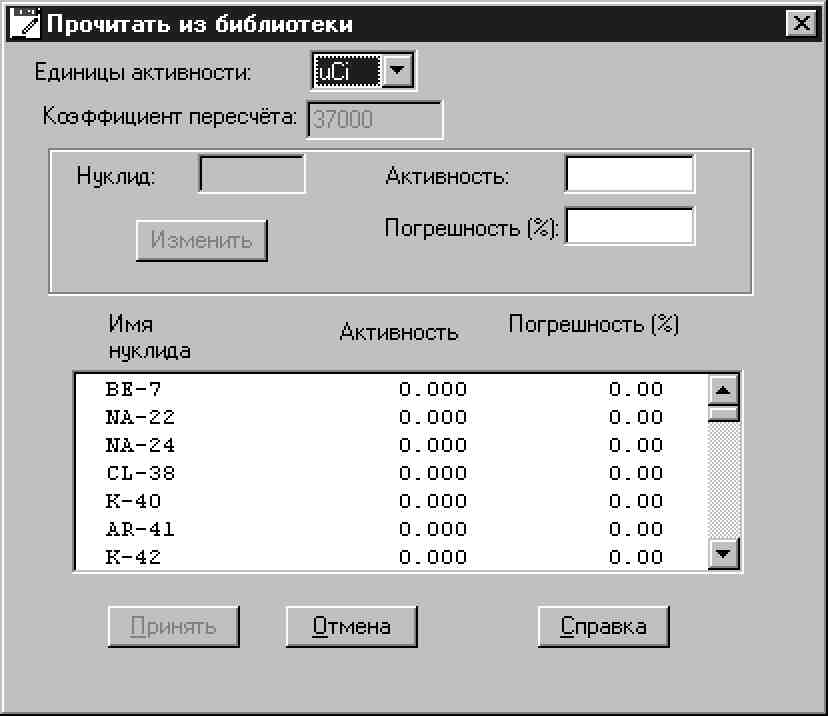 Прочитать из библиотеки
Единицы активности: uCi
Коэффициент пересчёта: 37000
Нуклид: Активность:
Изменить Погрешность (%):
Имя нуклида Активность Погрешность (%)
BE-7 0.000 0.00
NA-22 0.000 0.00
NA-24 0.000 0.00
CL-38 0.000 0.00
K-40 0.000 0.00
AR-41 0.000 0.00
K-42 0.000 0.00
Принять Отмена Справка